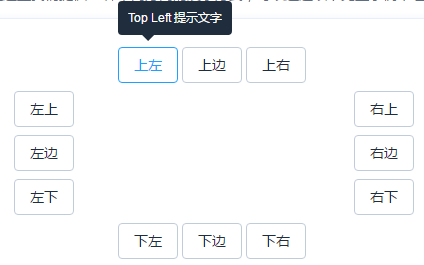 Top Left 提示文字
上左
上边
上右
左上
右上
左边
右边
左下
右下
下左
下边
下右